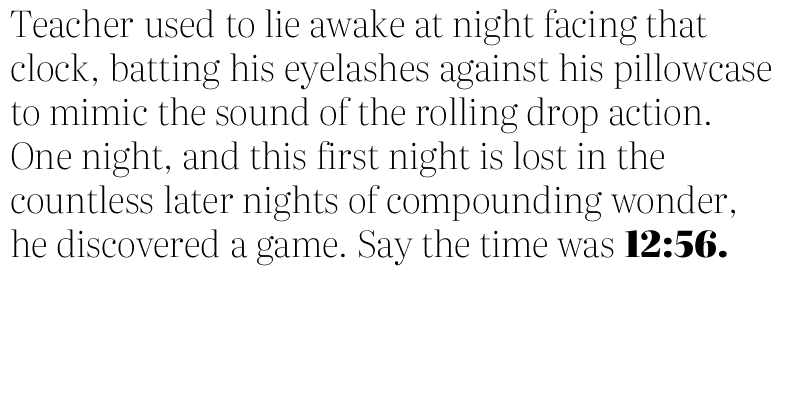 Teacher used to lie awake at night facing that
clock, batting his eyelashes against his pillowcase
to mimic the sound of the rolling drop action.
One night, and this first night is lost in the
countless later nights of compounding wonder,
he discovered a game. Say the time was 12:56.